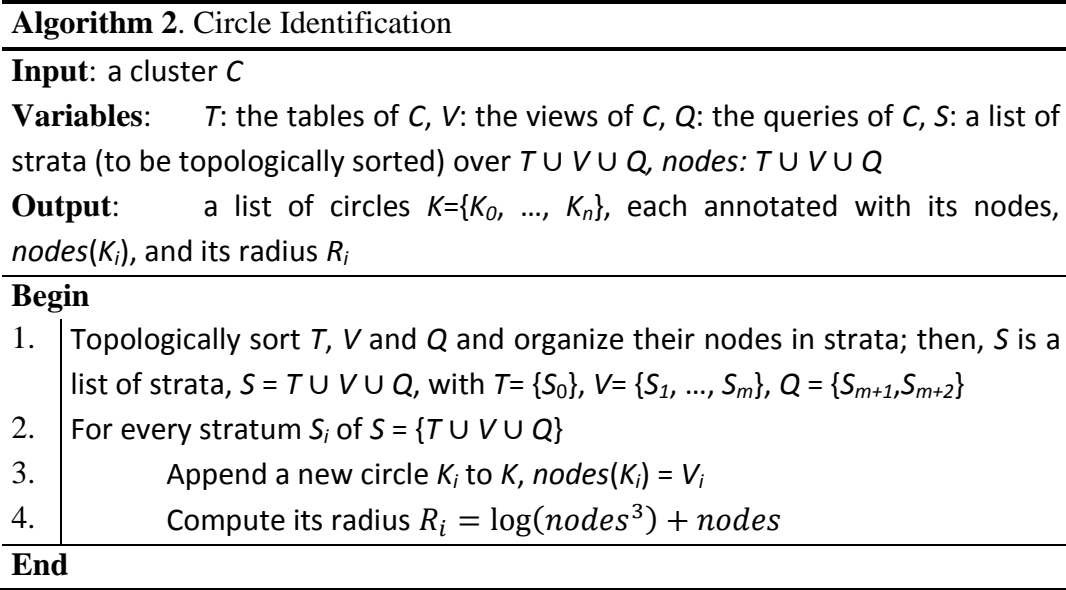 Algorithm 2. Circle Identification
Input: a cluster C
Variables: T: the tables of C, V: the views of C, Q: the queries of C, S: a list of
strata (to be topologically sorted) over T ∪ V ∪ Q, nodes: T ∪ V ∪ Q
Output: a list of circles K={K₀, …, Kₙ}, each annotated with its nodes,
nodes(Kᵢ), and its radius Rᵢ
Begin
1. Topologically sort T, V and Q and organize their nodes in strata; then, S is a
list of strata, S = T ∪ V ∪ Q, with T= {S₀}, V= {S₁, …, Sₘ}, Q = {Sₘ₊₁,Sₘ₊₂}
2. For every stratum Sᵢ of S = {T ∪ V ∪ Q}
3. Append a new circle Kᵢ to K, nodes(Kᵢ) = Vᵢ
4. Compute its radius Rᵢ = log(nodes³) + nodes
End